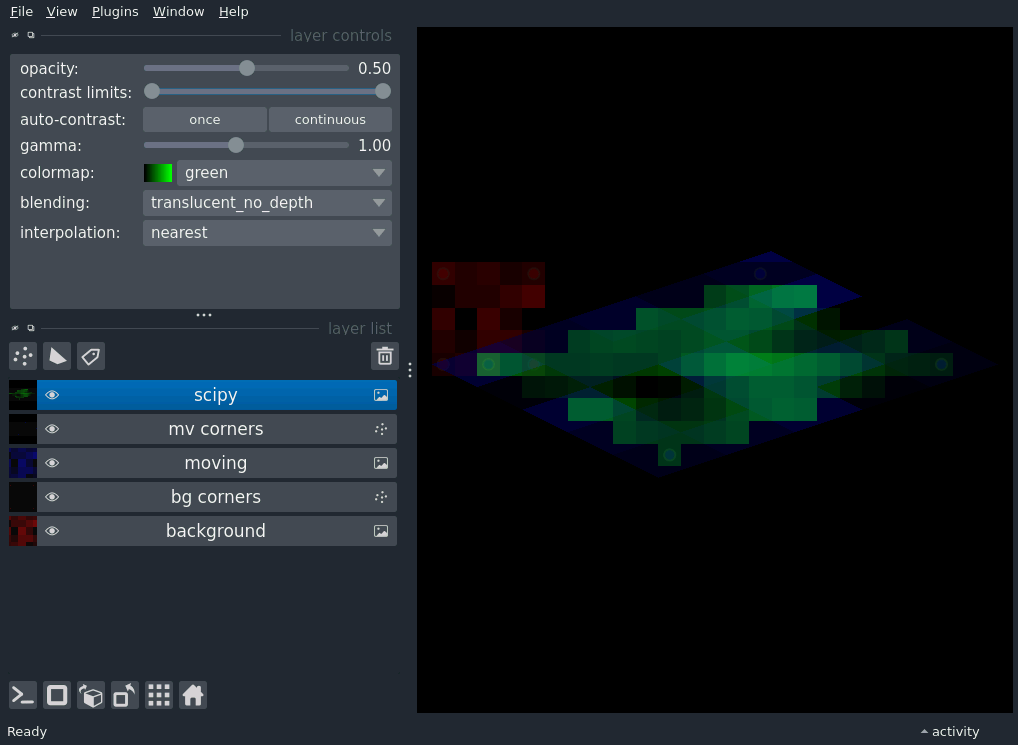 File View Plugins Window Help
layer controls
opacity: 0.50
contrast limits:
auto-contrast: once continuous
gamma: 1.00
colormap: green
blending: translucent_no_depth
interpolation: nearest
layer list
scipy
mv corners
moving
bg corners
background
Ready activity